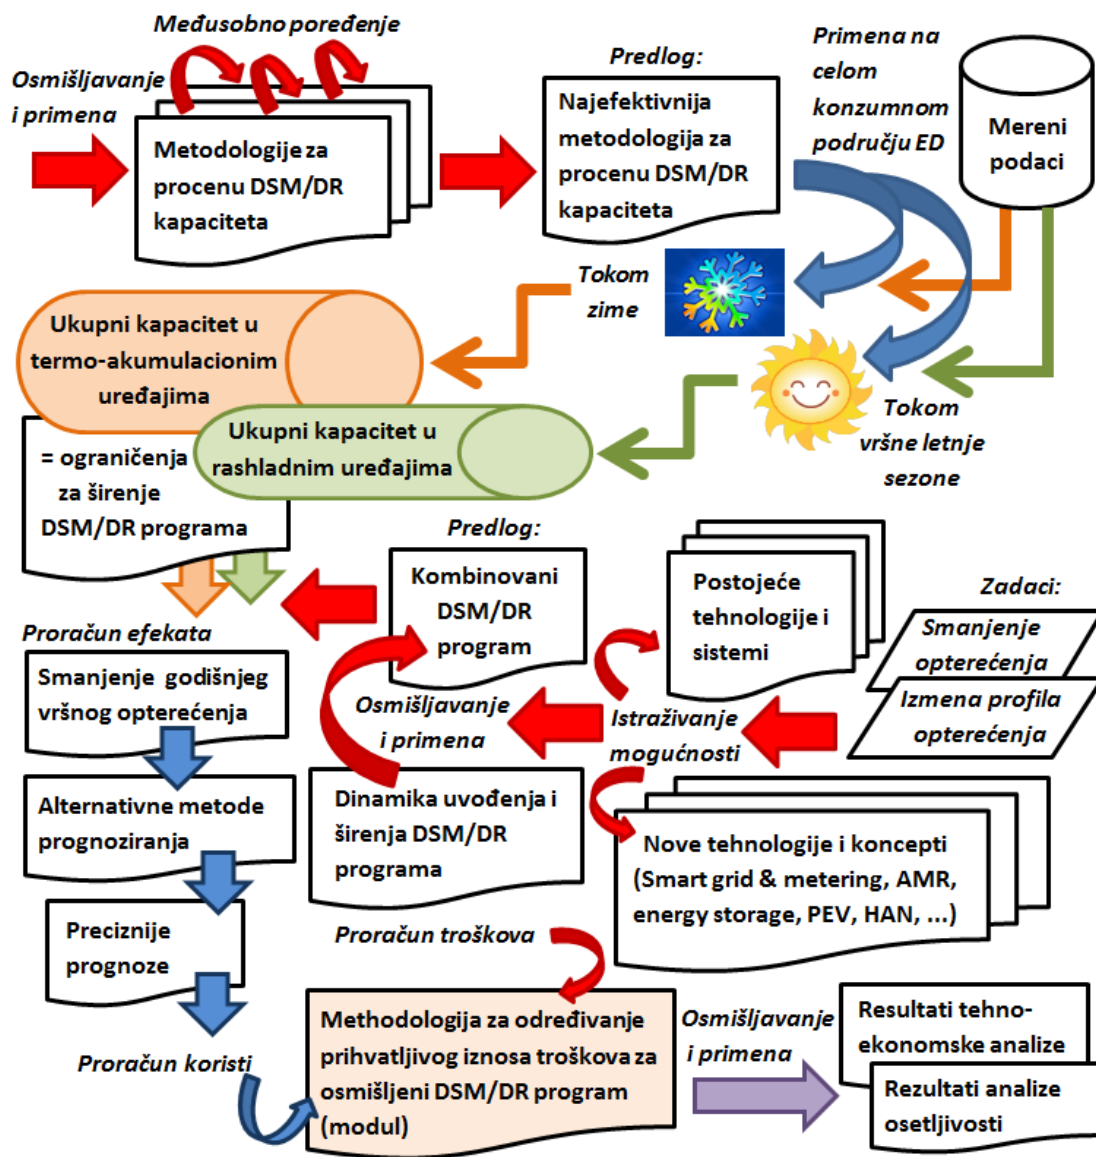 Međusobno poređenje
Osmišljavanje
i primena
Metodologije za
procenu DSM/DR
kapaciteta
Predlog:
Najefektivnija
metodologija za
procenu DSM/DR
kapaciteta
Primena na
celom
konzumnom
području ED
Mereni
podaci
Tokom
zime
Ukupni kapacitet u
termo-akumulacionim
uređajima
Ukupni kapacitet u
rashladnim uređajima
Tokom
vršne letnje
sezone
= ograničenja
za širenje
DSM/DR programa
Predlog:
Kombinovani
DSM/DR
program
Postojeće
tehnologije i
sistemi
Zadaci:
Smanjenje
opterećenja
Izmena profila
opterećenja
Proračun efekata
Smanjenje godišnjeg
vršnog opterećenja
Osmišljavanje
i primena
Istraživanje
mogućnosti
Alternativne metode
prognoziranja
Dinamika uvođenja i
širenja DSM/DR
programa
Nove tehnologije i koncepti
(Smart grid & metering, AMR,
energy storage, PEV, HAN, ...)
Preciznije
prognoze
Proračun troškova
Proračun koristi
Methodologija za određivanje
prihvatljivog iznosa troškova za
osmišljeni DSM/DR program
(modul)
Osmišljavanje
i primena
Resultati tehno-
ekonomske analize
Rezultati analize
osetljivosti